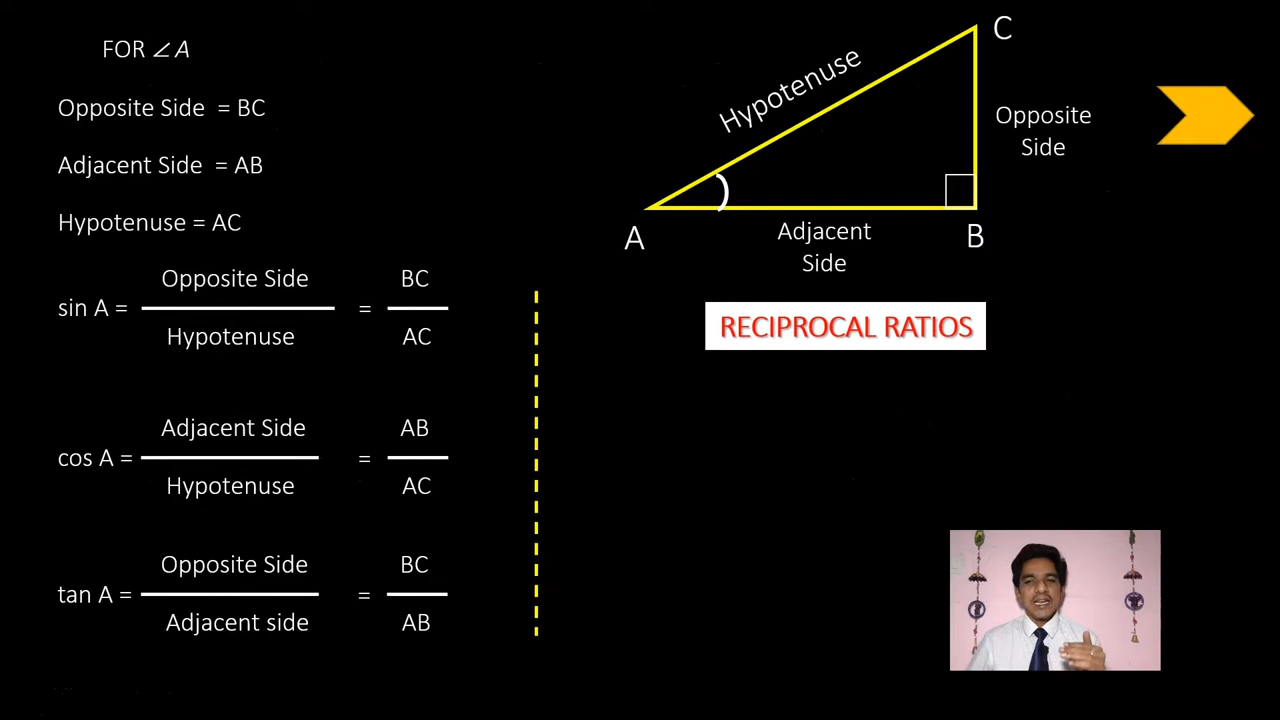 FOR ∠A
Opposite Side = BC
Adjacent Side = AB
Hypotenuse = AC
sin A = Opposite Side / Hypotenuse = BC / AC
cos A = Adjacent Side / Hypotenuse = AB / AC
tan A = Opposite Side / Adjacent side = BC / AB
C
Hypotenuse
Opposite
Side
A
Adjacent
Side
B
RECIPROCAL RATIOS